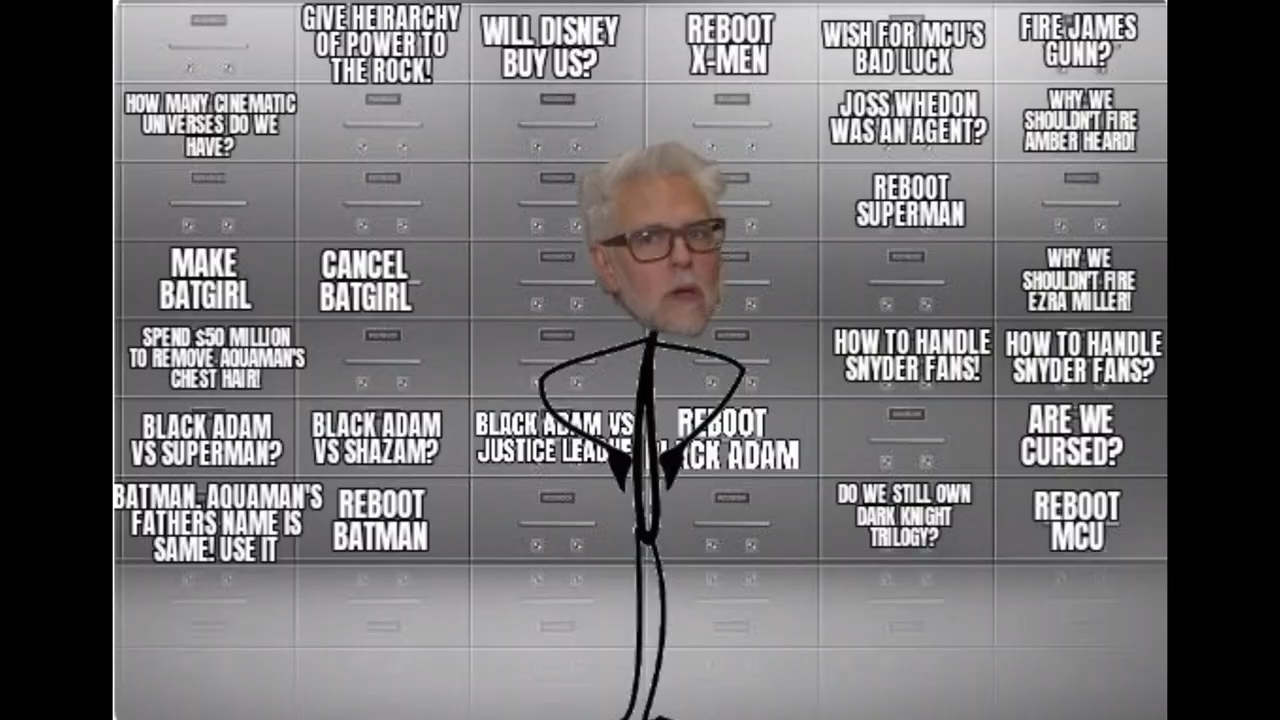 GIVE HEIRARCHY
OF POWER TO
THE ROCK!
WILL DISNEY
BUY US?
REBOOT
X-MEN
WISH FOR MCU'S
BAD LUCK
FIRE JAMES
GUNN?
HOW MANY CINEMATIC
UNIVERSES DO WE
HAVE?
JOSS WHEDON
WAS AN AGENT?
WHY WE
SHOULDN'T FIRE
AMBER HEARD!
REBOOT
SUPERMAN
MAKE
BATGIRL
CANCEL
BATGIRL
WHY WE
SHOULDN'T FIRE
EZRA MILLER!
SPEND $50 MILLION
TO REMOVE AQUAMAN'S
CHEST HAIR!
HOW TO HANDLE
SNYDER FANS!
HOW TO HANDLE
SNYDER FANS?
BLACK ADAM
VS SUPERMAN?
BLACK ADAM
VS SHAZAM?
BLACK ADAM VS
JUSTICE LEAGUE
REBOOT
BLACK ADAM
ARE WE
CURSED?
BATMAN, AQUAMAN'S
FATHERS NAME IS
SAME! USE IT
REBOOT
BATMAN
DO WE STILL OWN
DARK KNIGHT
TRILOGY?
REBOOT
MCU